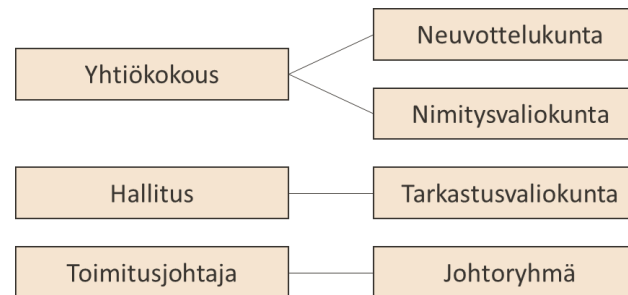 Yhtiökokous
Neuvottelukunta
Nimitysvaliokunta
Hallitus
Tarkastusvaliokunta
Toimitusjohtaja
Johtoryhmä